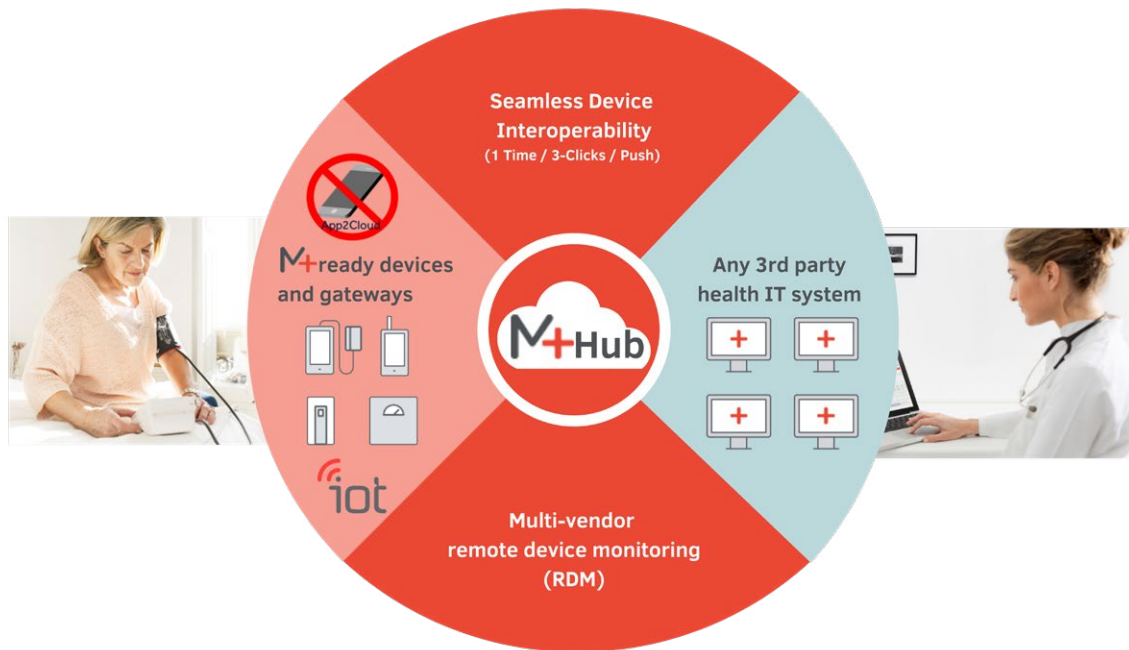 Seamless Device
Interoperability
(1 Time / 3-Clicks / Push)
App2Cloud
M+ready devices
and gateways
iot
M+Hub
Any 3rd party
health IT system
Multi-vendor
remote device monitoring
(RDM)